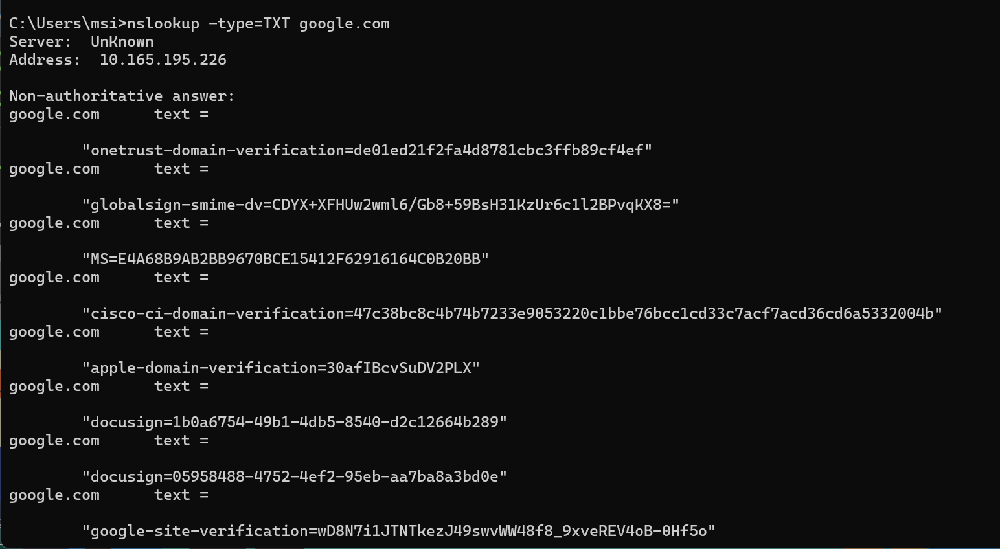 C:\Users\msi>nslookup -type=TXT google.com
Server:  UnKnown
Address:  10.165.195.226

Non-authoritative answer:
google.com      text =

        "onetrust-domain-verification=de01ed21f2fa4d8781cbc3ffb89cf4ef"
google.com      text =

        "globalsign-smime-dv=CDYX+XFHUw2wml6/Gb8+59BsH31KzUr6c1l2BPvqKX8="
google.com      text =

        "MS=E4A68B9AB2BB9670BCE15412F62916164C0B20BB"
google.com      text =

        "cisco-ci-domain-verification=47c38bc8c4b74b7233e9053220c1bbe76bcc1cd33c7acf7acd36cd6a5332004b"
google.com      text =

        "apple-domain-verification=30afIBcvSuDV2PLX"
google.com      text =

        "docusign=1b0a6754-49b1-4db5-8540-d2c12664b289"
google.com      text =

        "docusign=05958488-4752-4ef2-95eb-aa7ba8a3bd0e"
google.com      text =

        "google-site-verification=wD8N7i1JTNTkezJ49swvWW48f8_9xveREV4oB-0Hf5o"